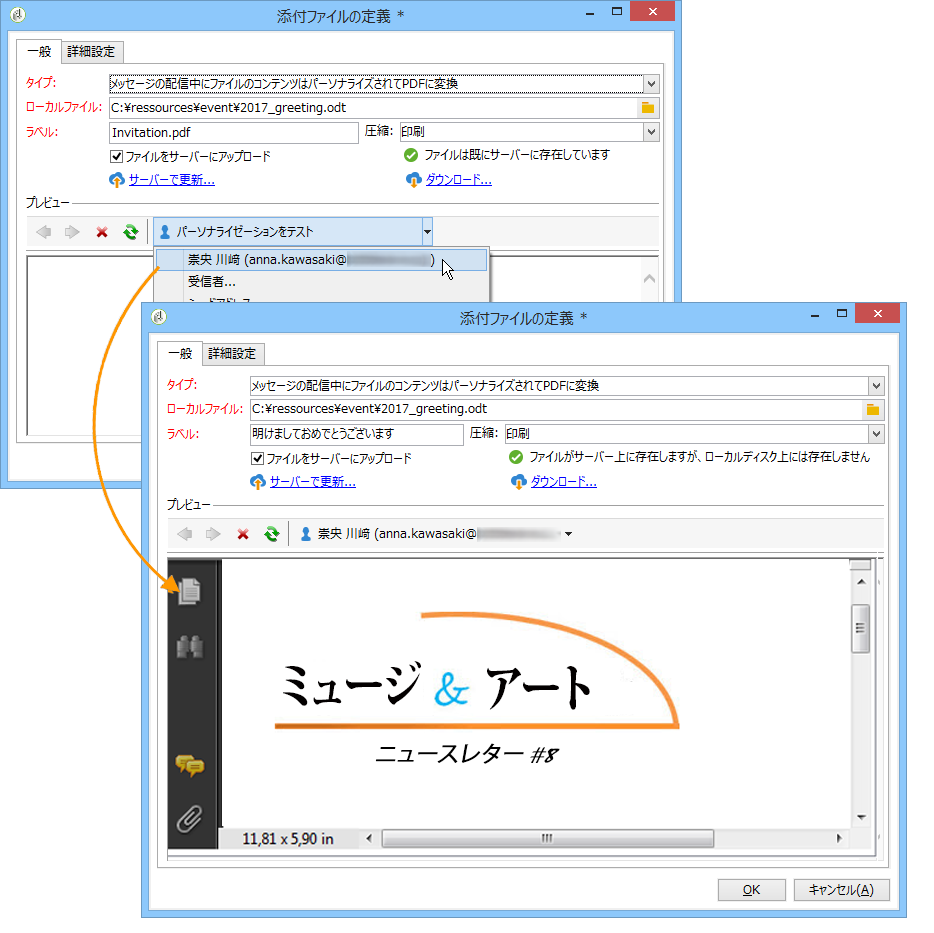 添付ファイルの定義 *
一般 詳細設定
タイプ: メッセージの配信中にファイルのコンテンツはパーソナライズされてPDFに変換
ローカルファイル: C:¥ressources¥event¥2017_greeting.odt
ラベル: Invitation.pdf 圧縮: 印刷
ファイルをサーバーにアップロード ファイルは既にサーバーに存在しています
サーバーで更新... ダウンロード...
プレビュー
パーソナライゼーションをテスト
崇央 川﨑 (anna.kawasaki@ )
受信者...
添付ファイルの定義 *
一般 詳細設定
タイプ: メッセージの配信中にファイルのコンテンツはパーソナライズされてPDFに変換
ローカルファイル: C:¥ressources¥event¥2017_greeting.odt
ラベル: 明けましておめでとうございます 圧縮: 印刷
ファイルをサーバーにアップロード ファイルがサーバー上に存在しますが、ローカルディスク上には存在しません
サーバーで更新... ダウンロード...
プレビュー
崇央 川﨑 (anna.kawasaki@
ミュージ & アート
ニュースレター #8
11,81 x 5,90 in
OK キャンセル(A)